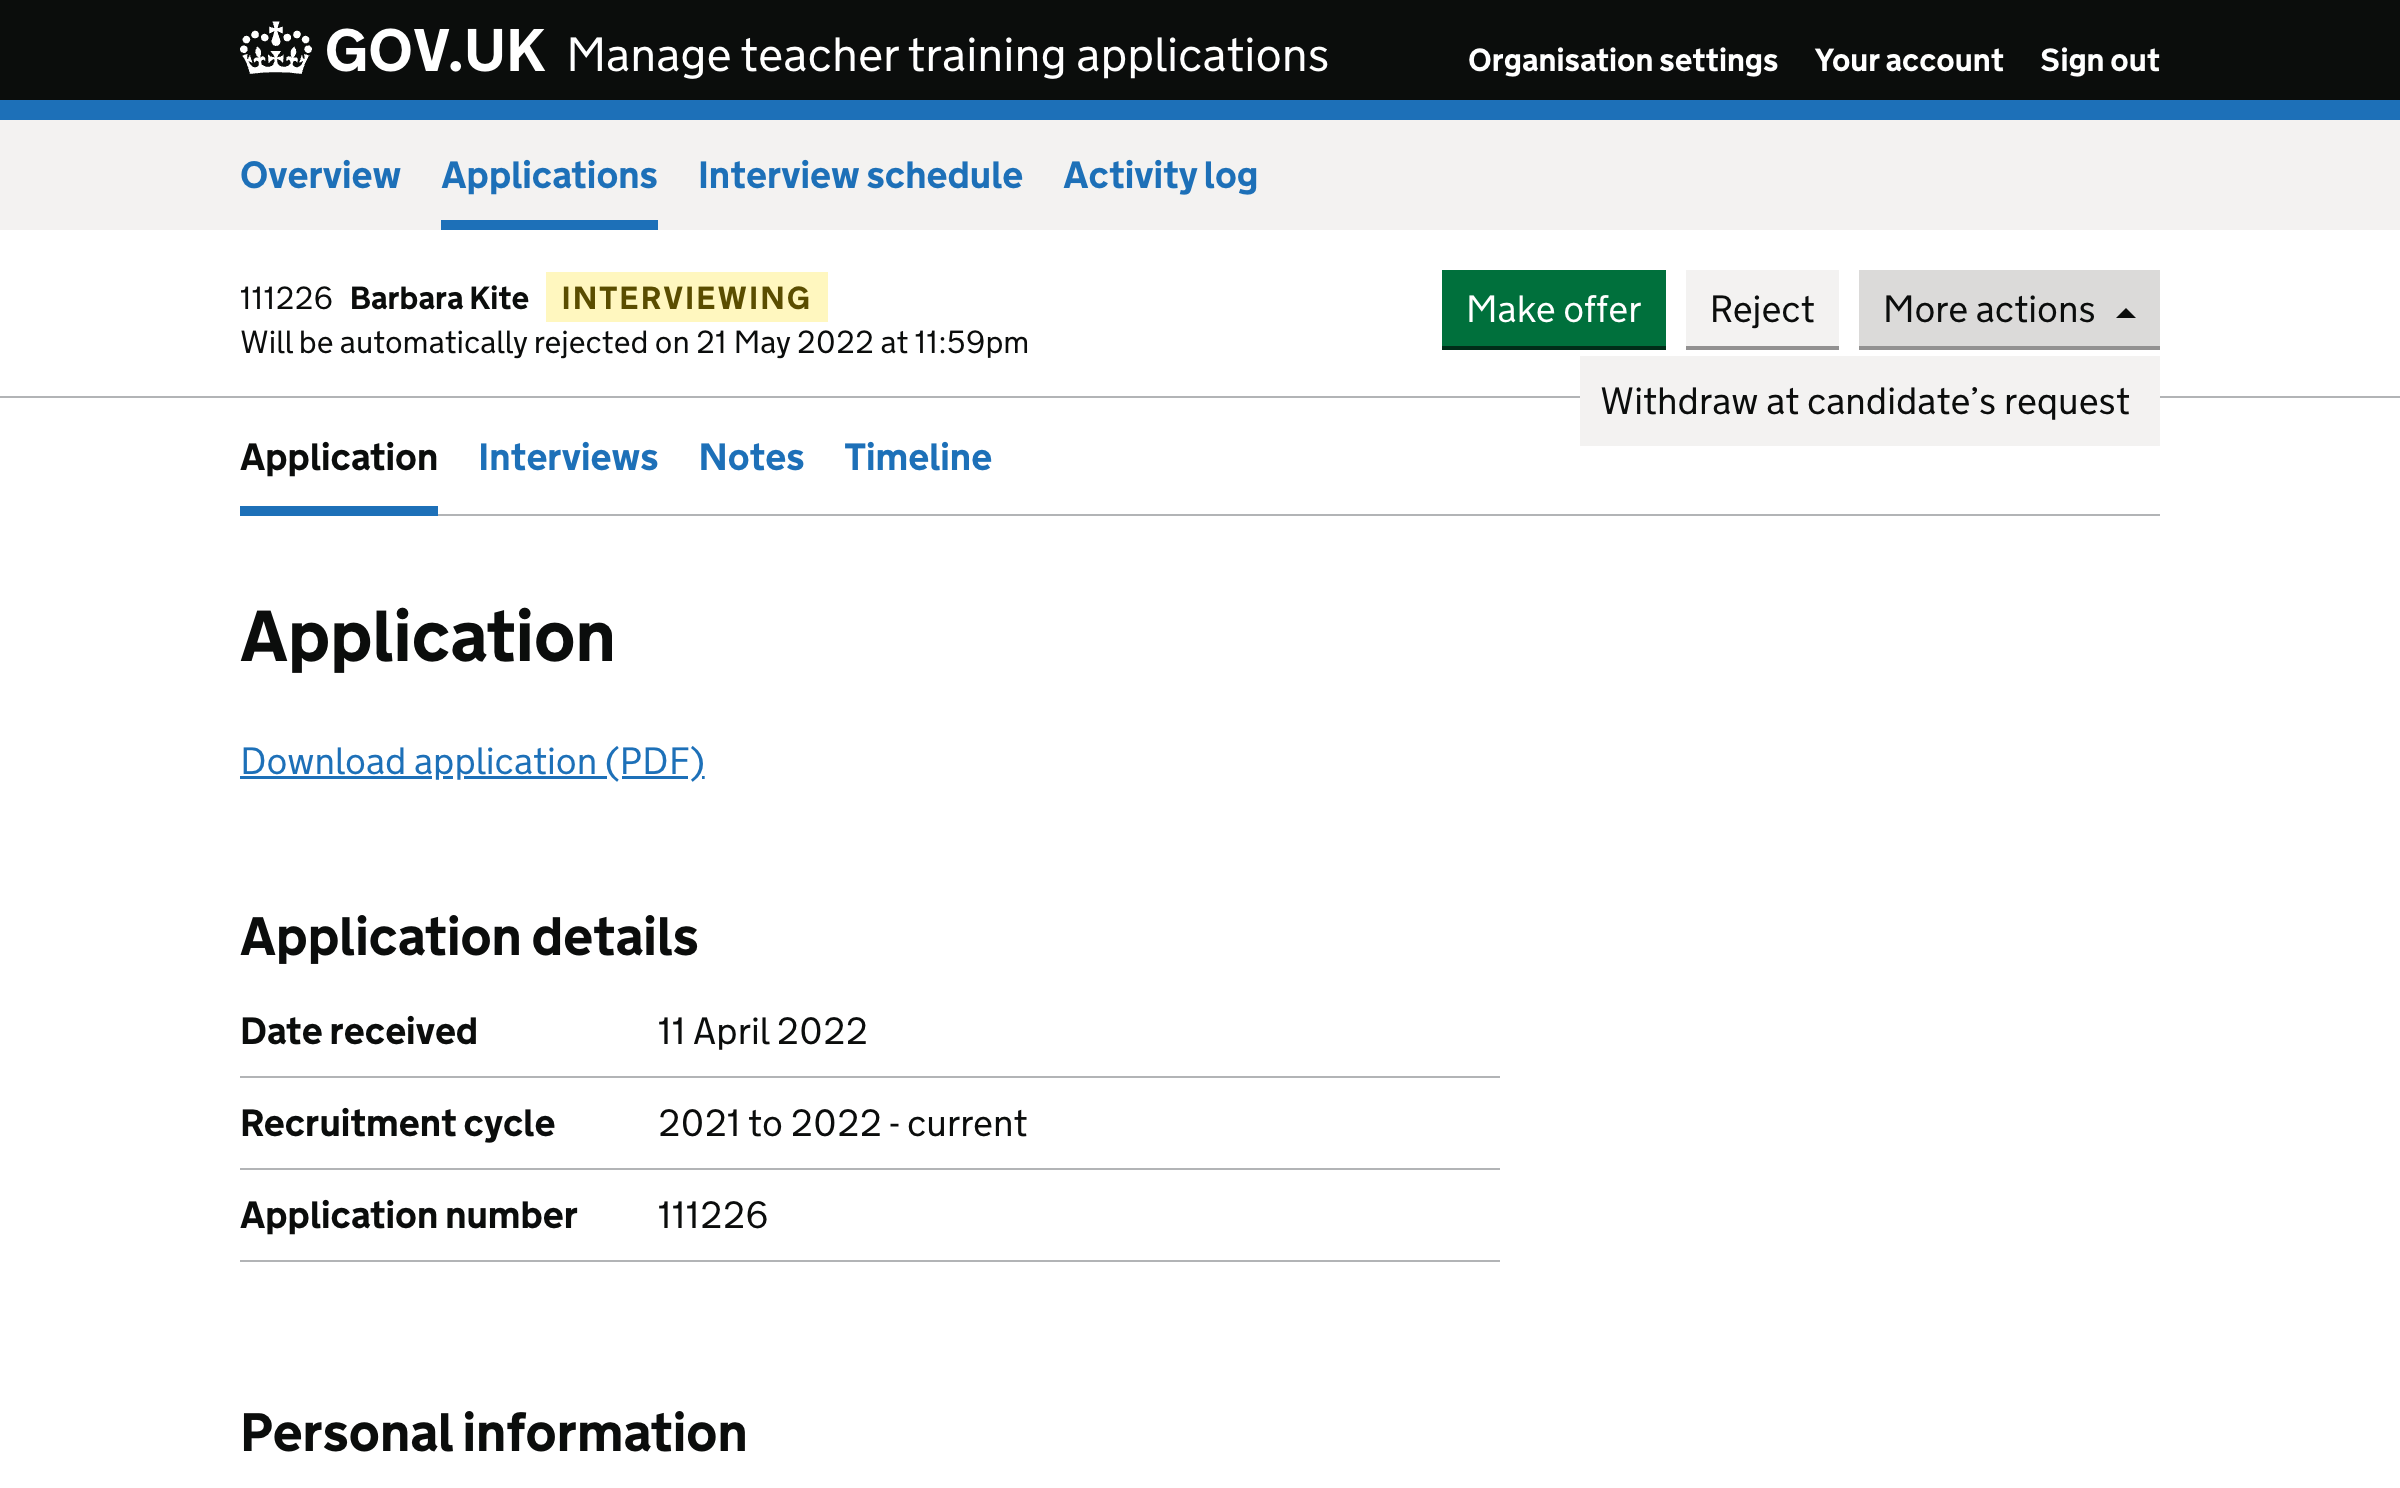 GOV.UK Manage teacher training applications Organisation settings Your account Sign out
Overview Applications Interview schedule Activity log
111226 Barbara Kite INTERVIEWING
Will be automatically rejected on 21 May 2022 at 11:59pm
Make offer Reject More actions
Withdraw at candidate’s request
Application Interviews Notes Timeline
Application
Download application (PDF)
Application details
Date received 11 April 2022
Recruitment cycle 2021 to 2022 - current
Application number 111226
Personal information